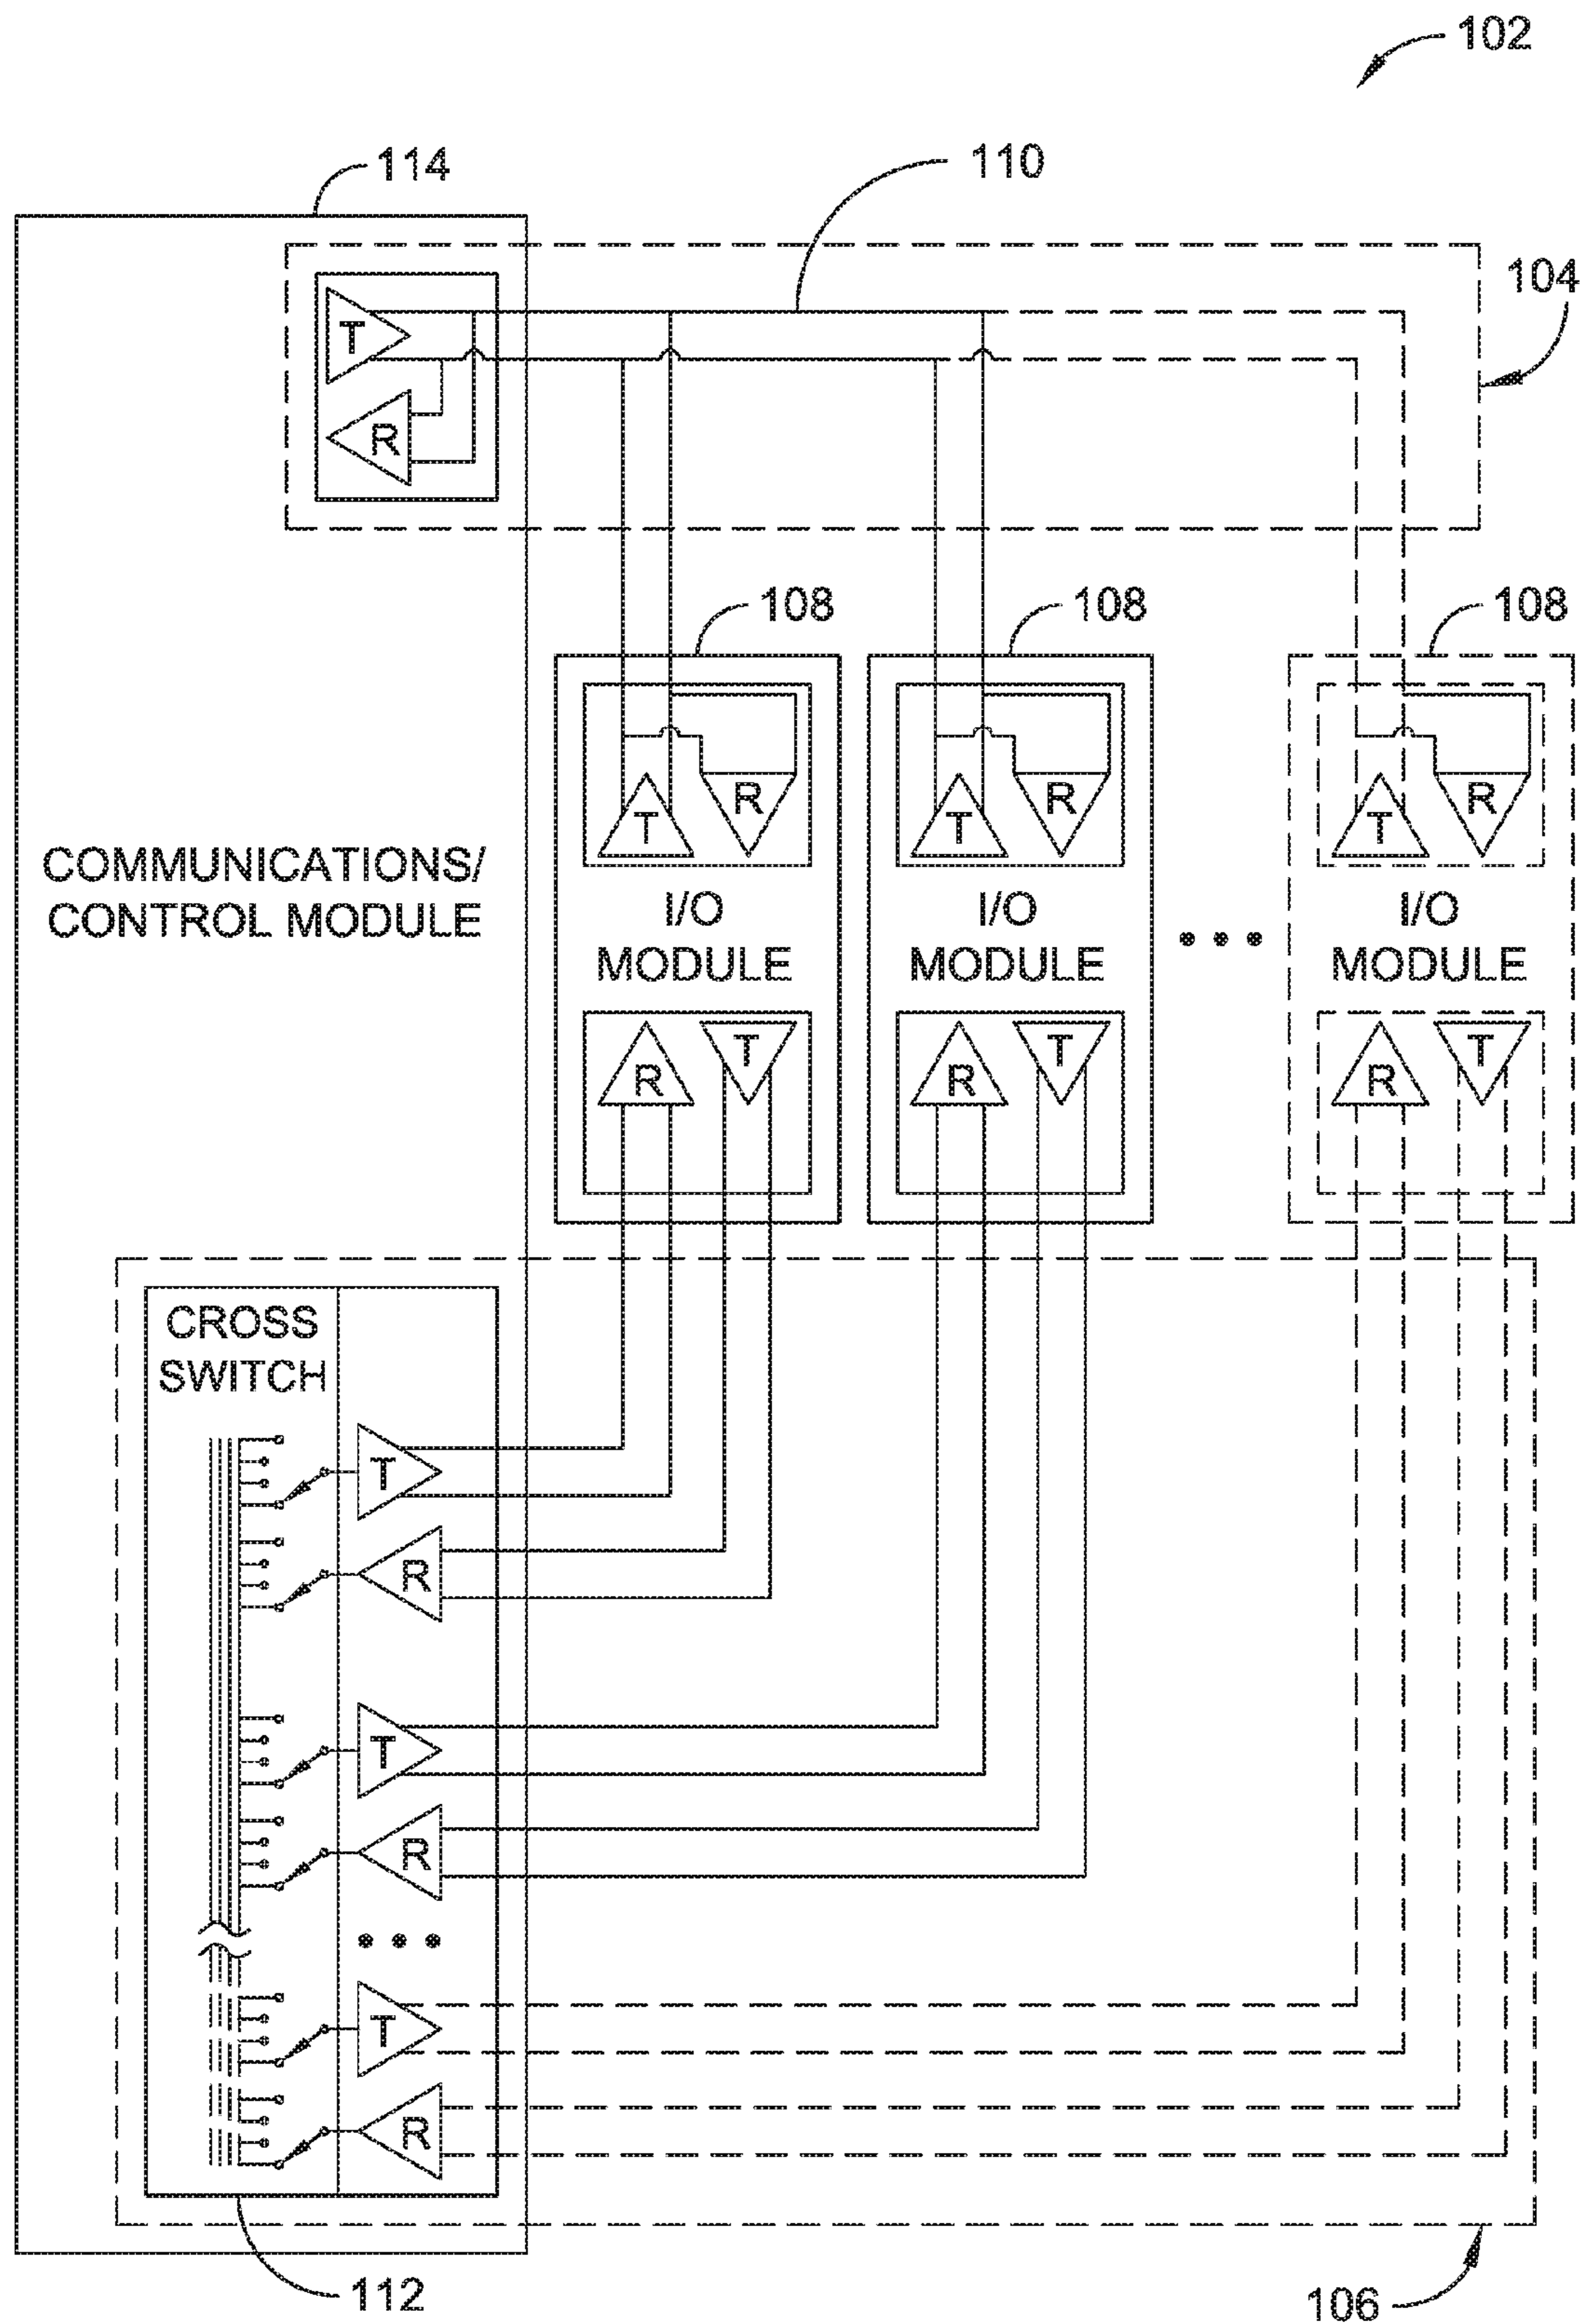 102
114
110
104
T
R
108
108
108
R
R
R
T
T
T
COMMUNICATIONS/
CONTROL MODULE
I/O
MODULE
I/O
MODULE
I/O
MODULE
R
T
R
T
R
T
CROSS
SWITCH
T
R
T
R
T
R
112
106